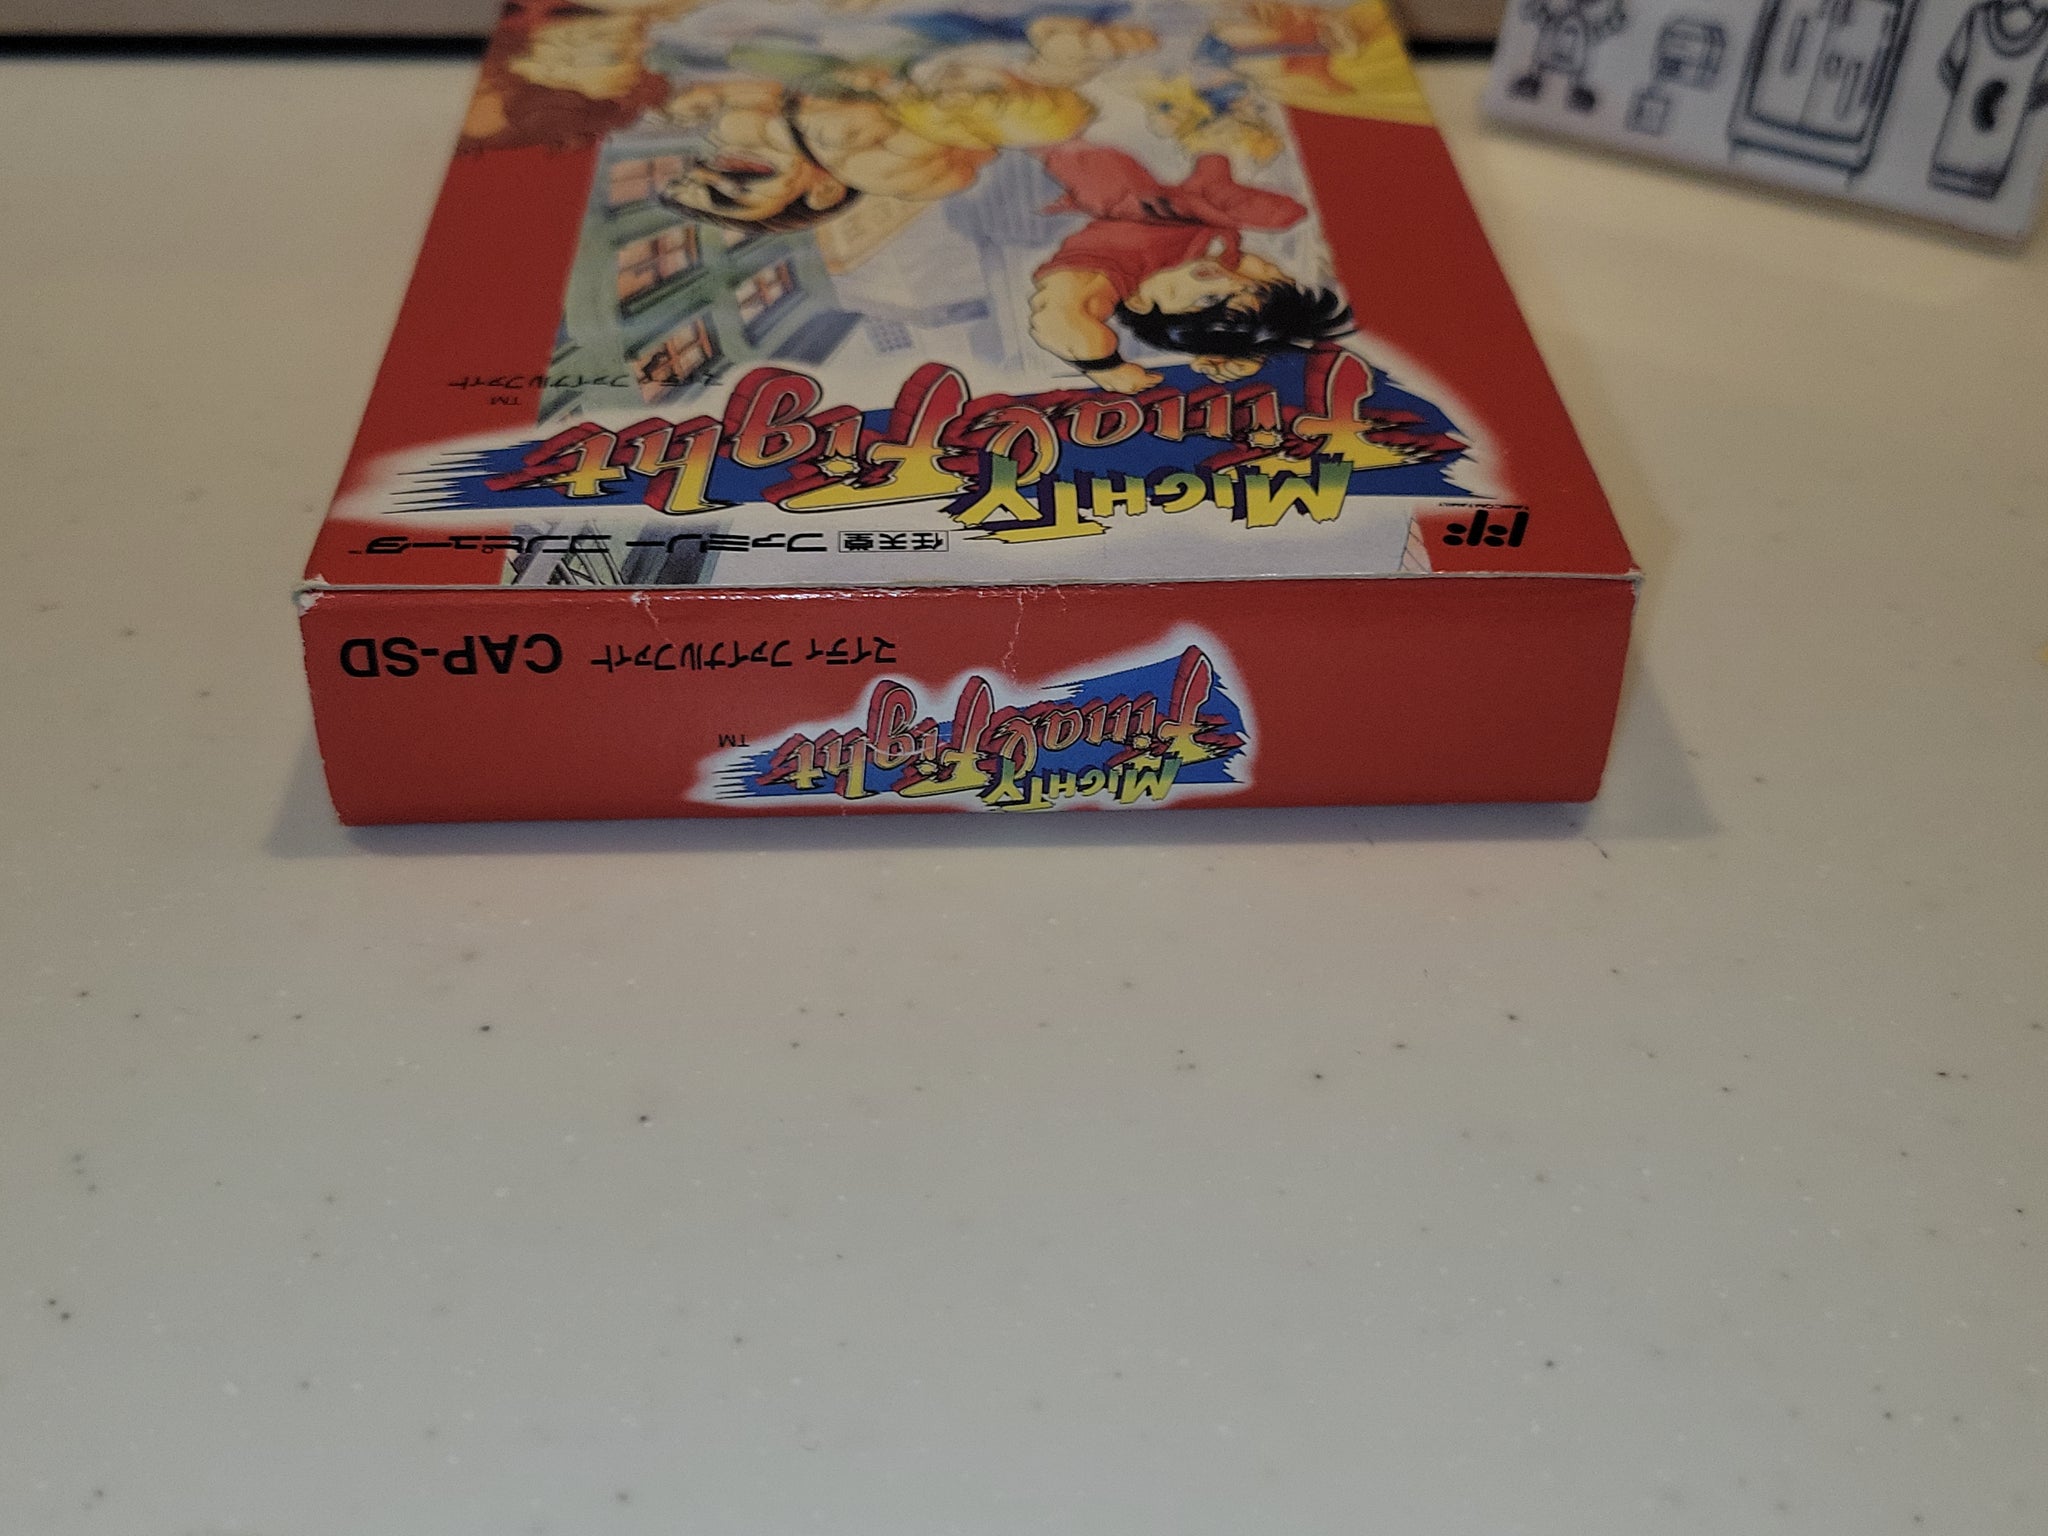 任天堂 ファミリーコンピュータ™
MIGHTY
Final Fight
™
マイティ ファイナルファイト
MIGHTY
Final Fight
™
マイティ ファイナルファイト CAP-SD